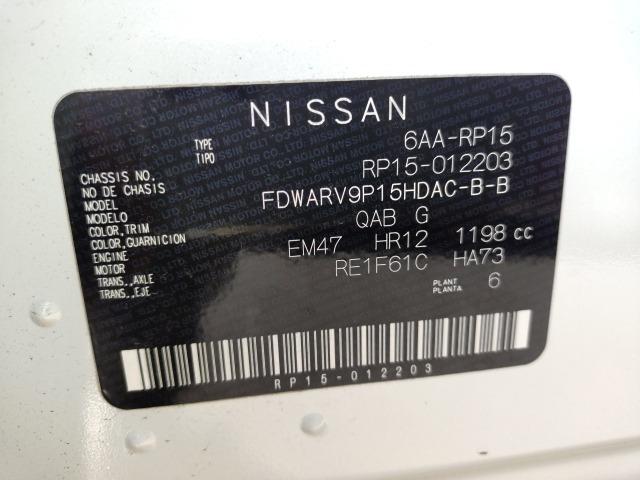 NISSAN
TYPE 6AA-RP15
TIPO
CHASSIS NO. RP15-012203
NO. DE CHASSIS
MODEL FDWARV9P15HDAC-B-B
MODELO
COLOR,TRIM QAB G
COLOR,GUARNICION
ENGINE EM47 HR12 1198 cc
MOTOR
TRANS.,AXLE RE1F61C HA73
TRANS.,EJE
PLANT 6
PLANTA
RP15-012203